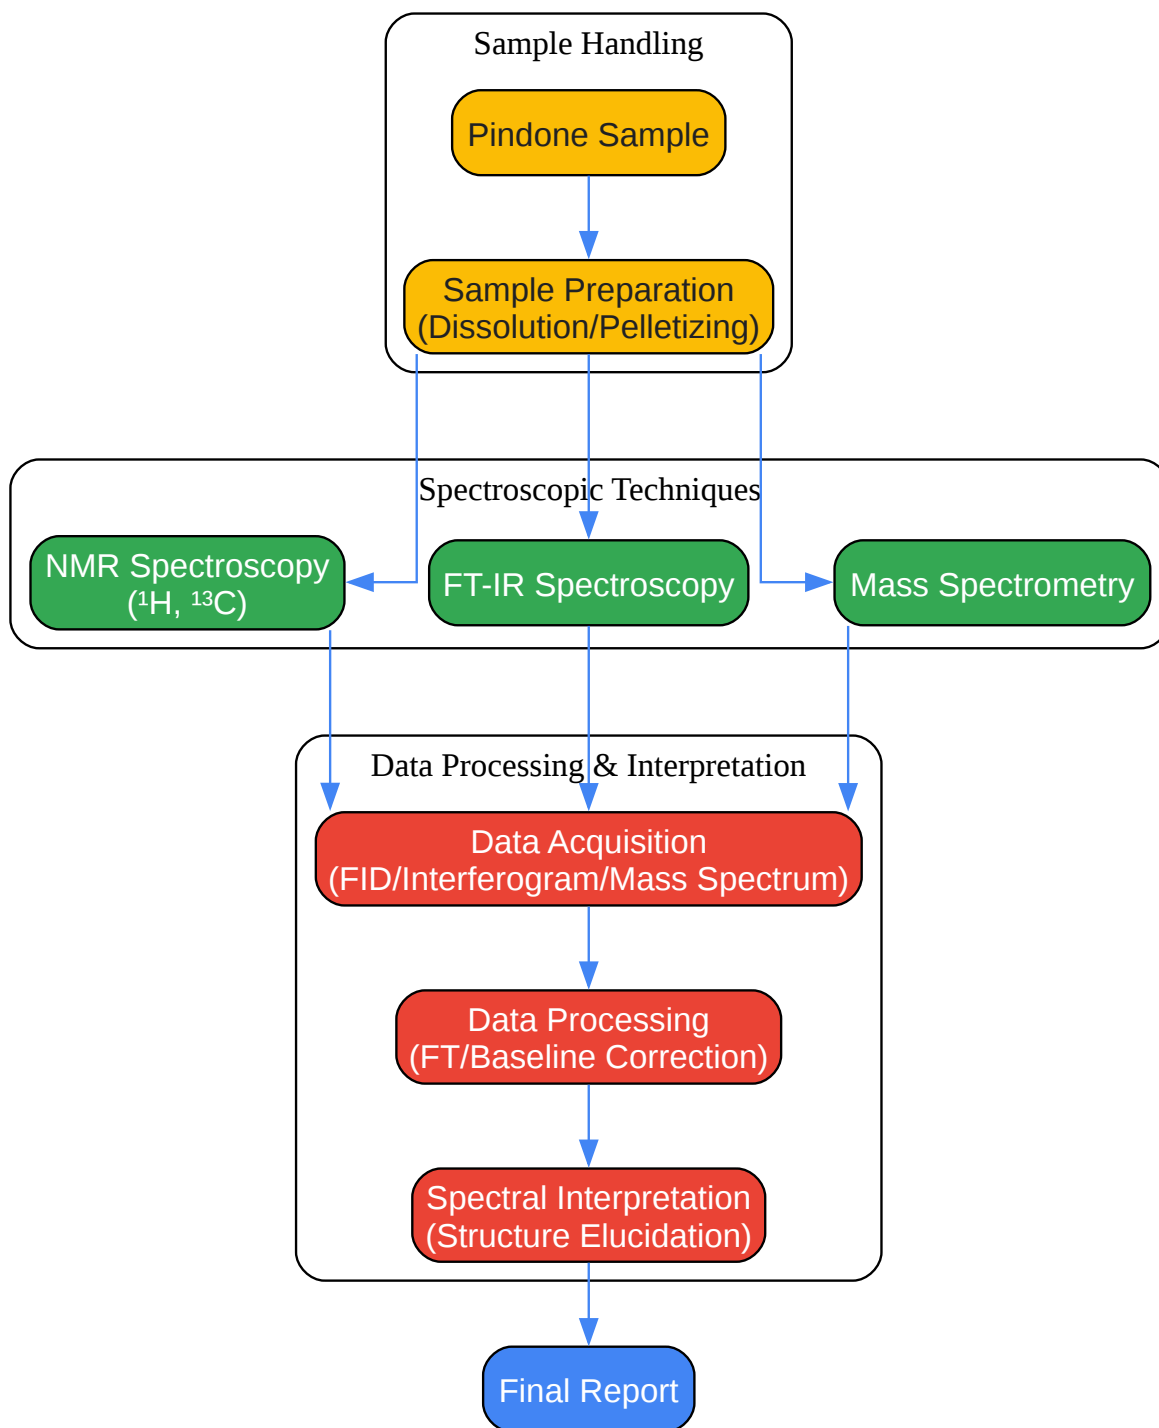 Sample Handling
Pindone Sample
Sample Preparation
(Dissolution/Pelletizing)
Spectroscopic Techniques
NMR Spectroscopy
(¹H, ¹³C)
FT-IR Spectroscopy
Mass Spectrometry
Data Processing & Interpretation
Data Acquisition
(FID/Interferogram/Mass Spectrum)
Data Processing
(FT/Baseline Correction)
Spectral Interpretation
(Structure Elucidation)
Final Report